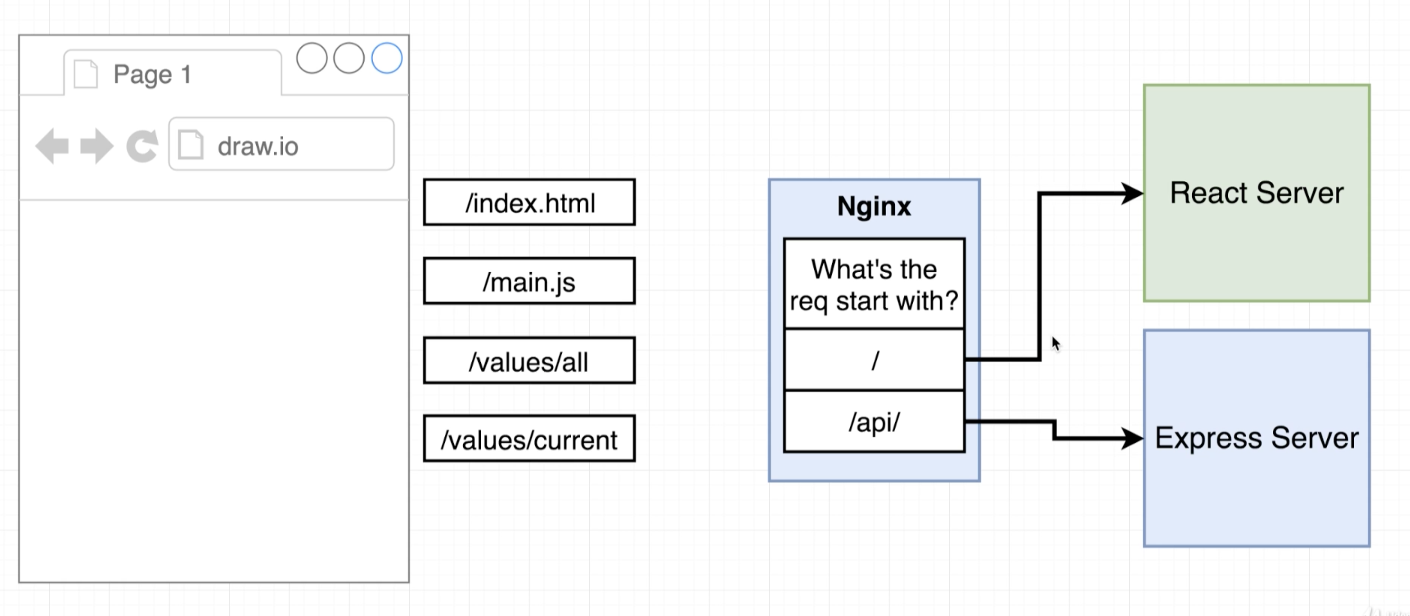 Page 1
draw.io
/index.html
/main.js
/values/all
/values/current
Nginx
What's the
req start with?
/
/api/
React Server
Express Server